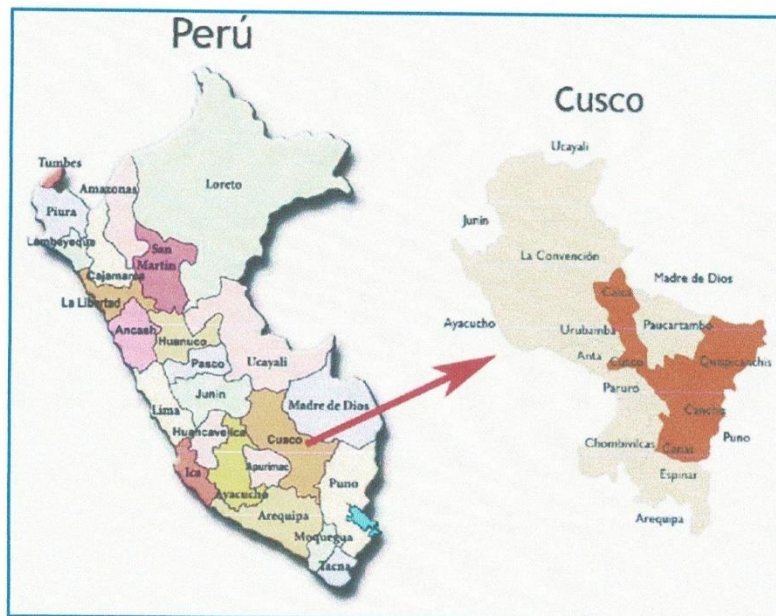 Perú
Tumbes
Amazonas
Loreto
Piura
Lambayeque
San
Martin
Cajamarca
La Libertad
Ancash
Huanuco
Pasco
Ucayali
Junin
Lima
Madre de Dios
Huancavelica
Cusco
Ica
Apurimac
Ayacucho
Puno
Arequipa
Moquegua
Tacna
Cusco
Ucayali
Junín
La Convención
Madre de Dios
Calca
Ayacucho
Urubamba
Paucartambo
Anta
Cusco
Quispicanchis
Paruro
Canchis
Chombivilcas
Canas
Puno
Espinar
Arequipa